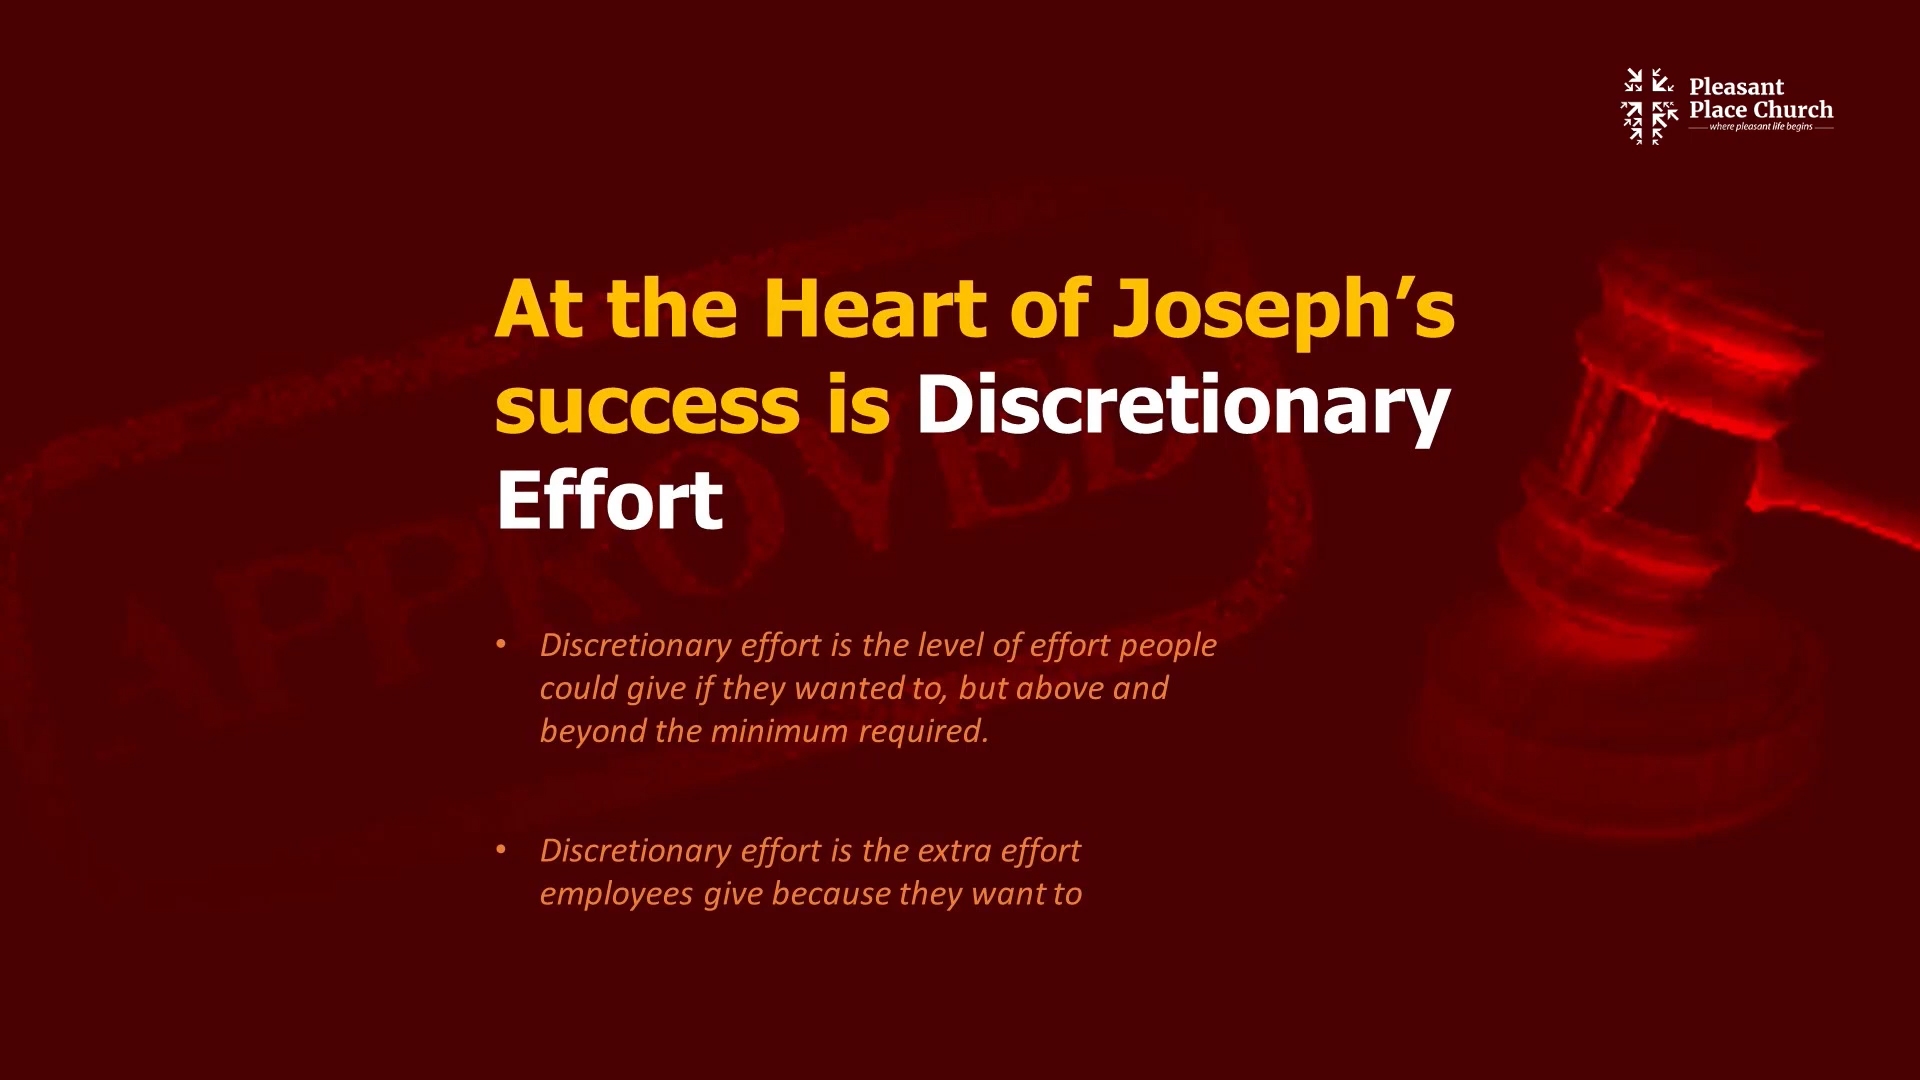 Pleasant
Place Church
where pleasant life begins
At the Heart of Joseph’s
success is Discretionary
Effort
APPROVED
• Discretionary effort is the level of effort people
could give if they wanted to, but above and
beyond the minimum required.
• Discretionary effort is the extra effort
employees give because they want to